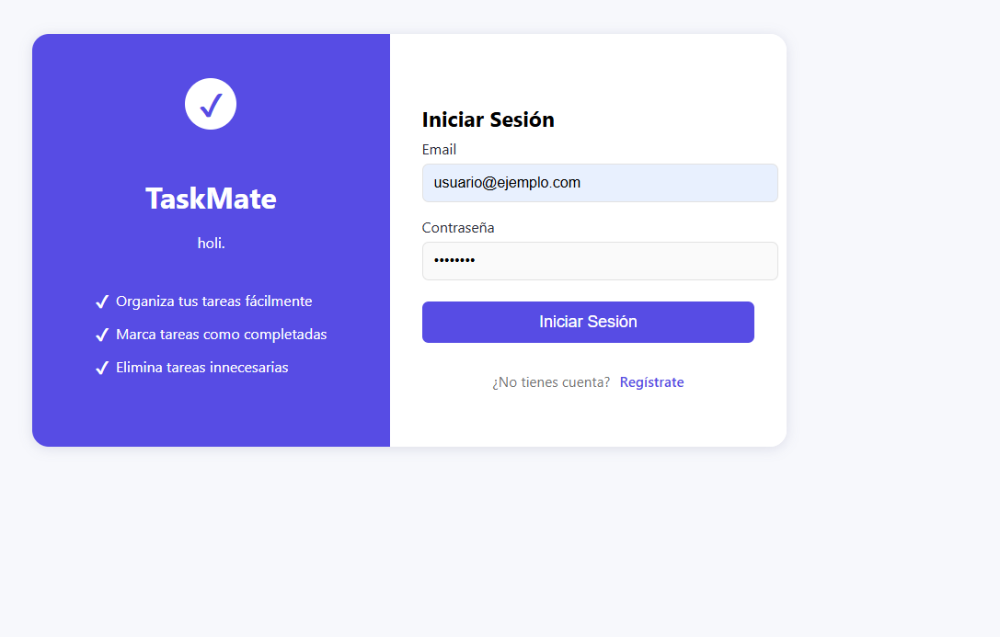 TaskMate
holi.
✓ Organiza tus tareas fácilmente
✓ Marca tareas como completadas
✓ Elimina tareas innecesarias
Iniciar Sesión
Email
usuario@ejemplo.com
Contraseña
••••••••
Iniciar Sesión
¿No tienes cuenta? Regístrate